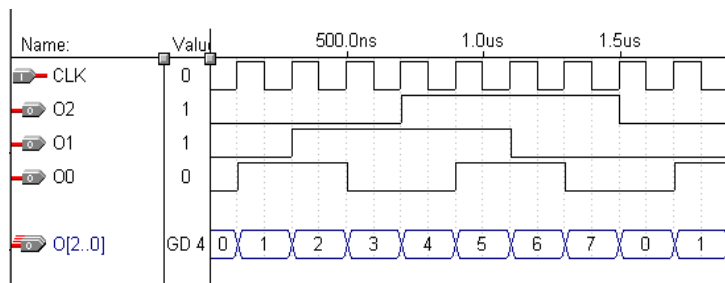 Name: Valu 500.0ns 1.0us 1.5us
CLK 0
O2 1
O1 1
O0 0
O[2..0] GD 4 0 1 2 3 4 5 6 7 0 1